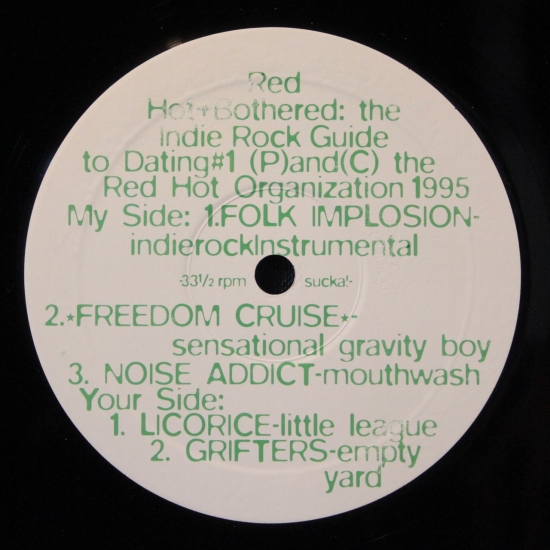 Red
Hot+Bothered: the
Indie Rock Guide
to Dating#1 (P)and(C) the
Red Hot Organization 1995
My Side: 1.FOLK IMPLOSION-
indierockInstrumental
-33½ rpm sucka!-
2.*FREEDOM CRUISE*-
sensational gravity boy
3. NOISE ADDICT-mouthwash
Your Side:
1. LICORICE-little league
2. GRIFTERS-empty
yard